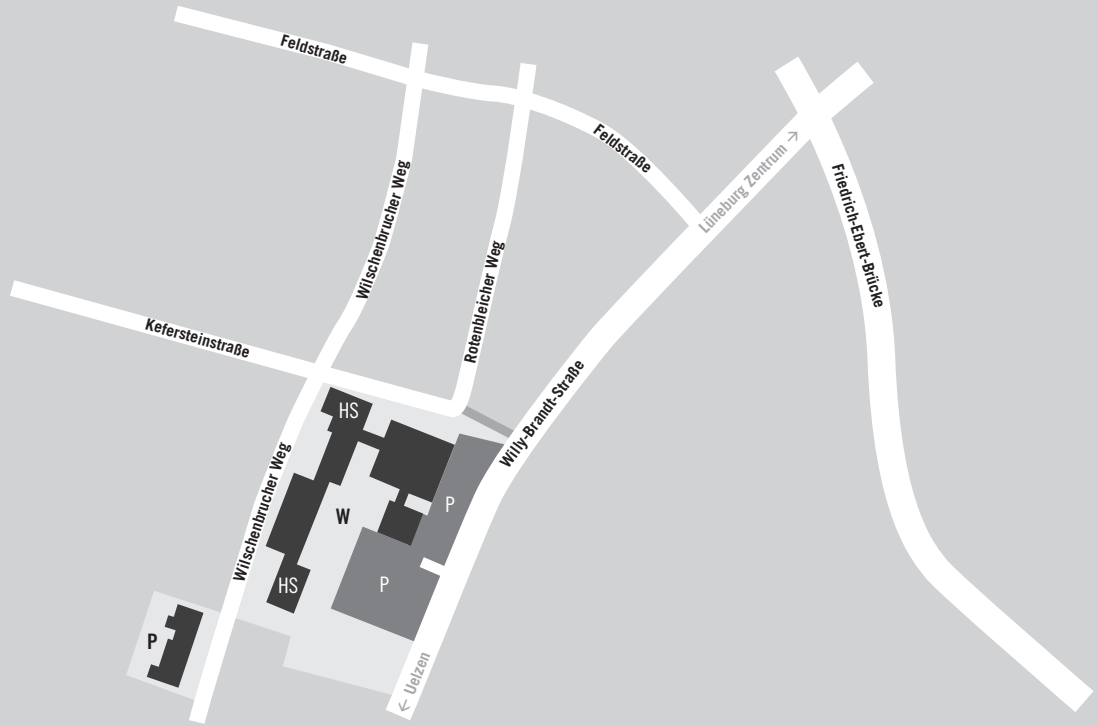 Feldstraße
Feldstraße
Lüneburg Zentrum →
Wilschenbrucher Weg
Friedrich-Ebert-Brücke
Rotenbleicher Weg
Kefersteinstraße
Willy-Brandt-Straße
HS
Wilschenbrucher Weg
P
W
P
HS
P
← Uelzen